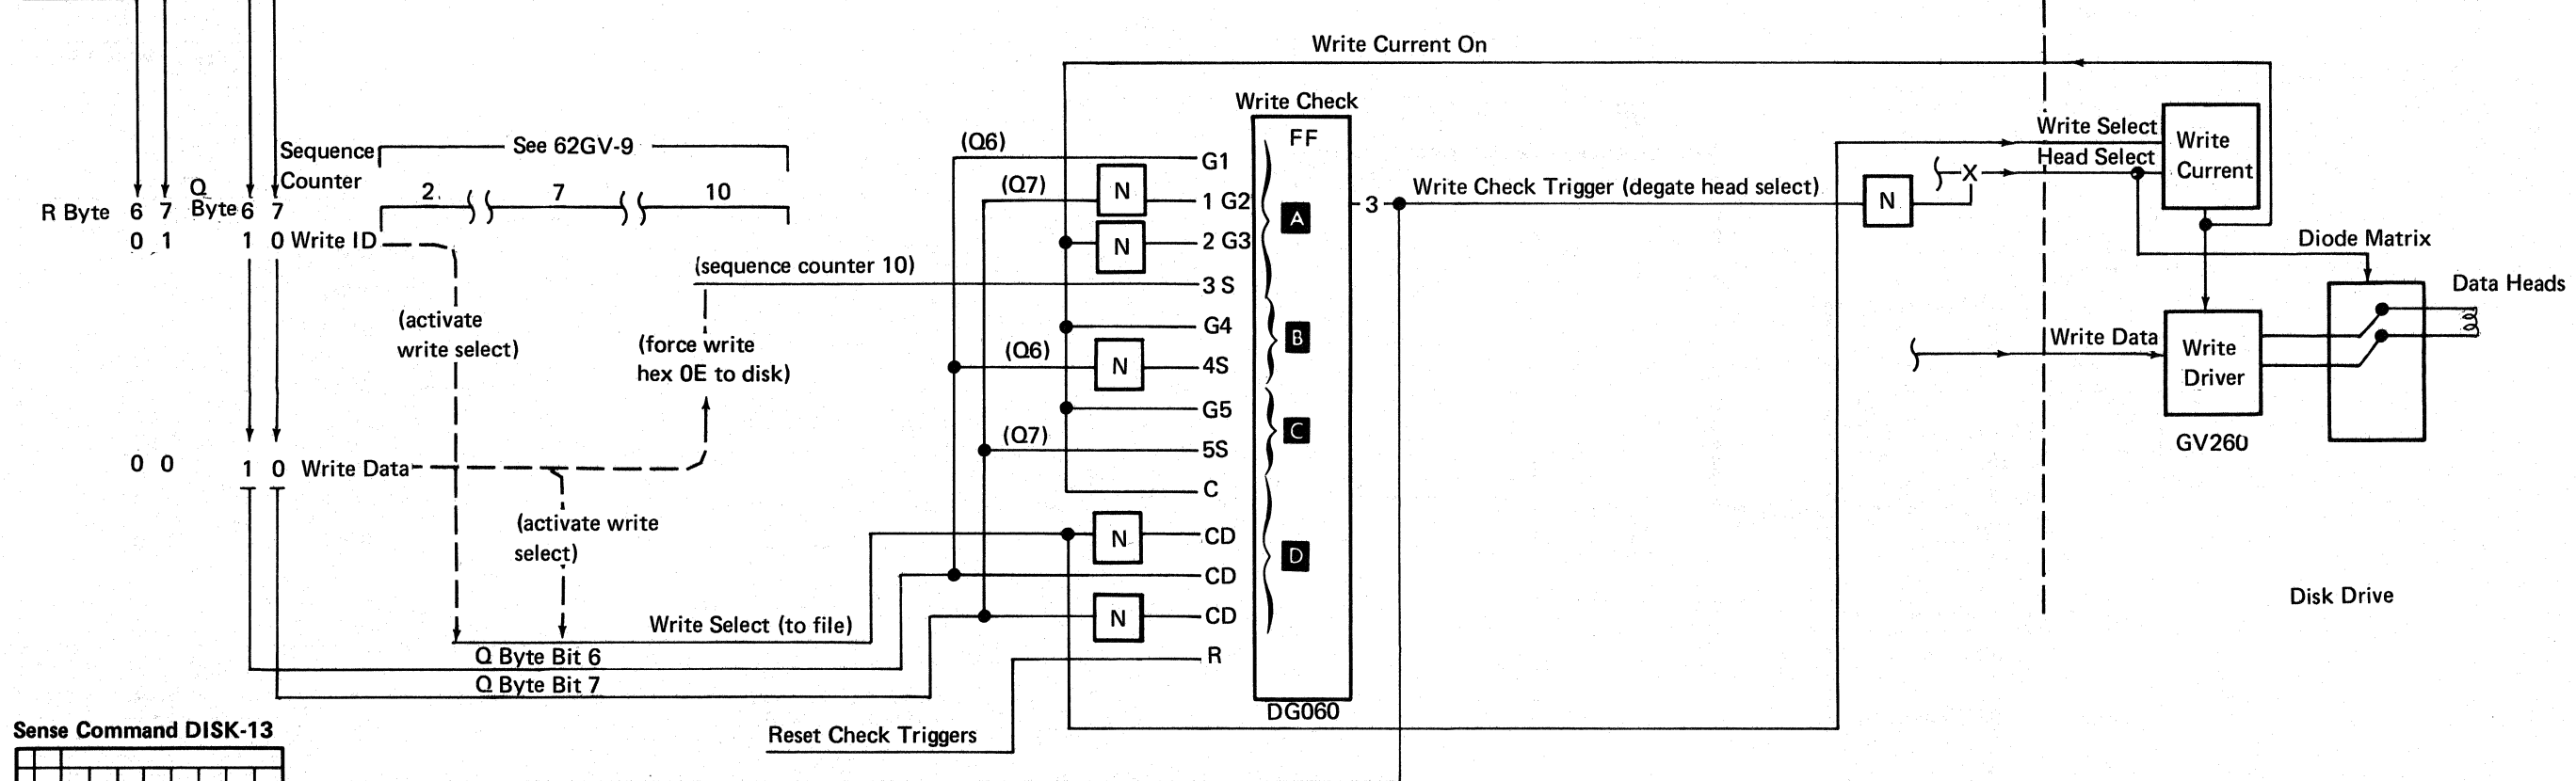 Write Current On
Write Check
FF
(Q6)
G1
(Q7)
N
1 G2
A
N
2 G3
(sequence counter 10)
3 S
G4
B
(Q6)
N
4S
G5
C
(Q7)
5S
C
N
CD
D
CD
N
CD
R
DG060
3
Write Check Trigger (degate head select)
N
X
Write Select
Head Select
Write
Current
Diode Matrix
Data Heads
Write Data
Write
Driver
GV260
Disk Drive
Sequence
Counter
See 62GV-9
2
7
10
R Byte 6 7
Q
Byte 6 7
0 1 1 0 Write ID
(activate
write select)
(force write
hex 0E to disk)
0 0 1 0 Write Data
(activate write
select)
Write Select (to file)
Q Byte Bit 6
Q Byte Bit 7
Reset Check Triggers
Sense Command DISK-13